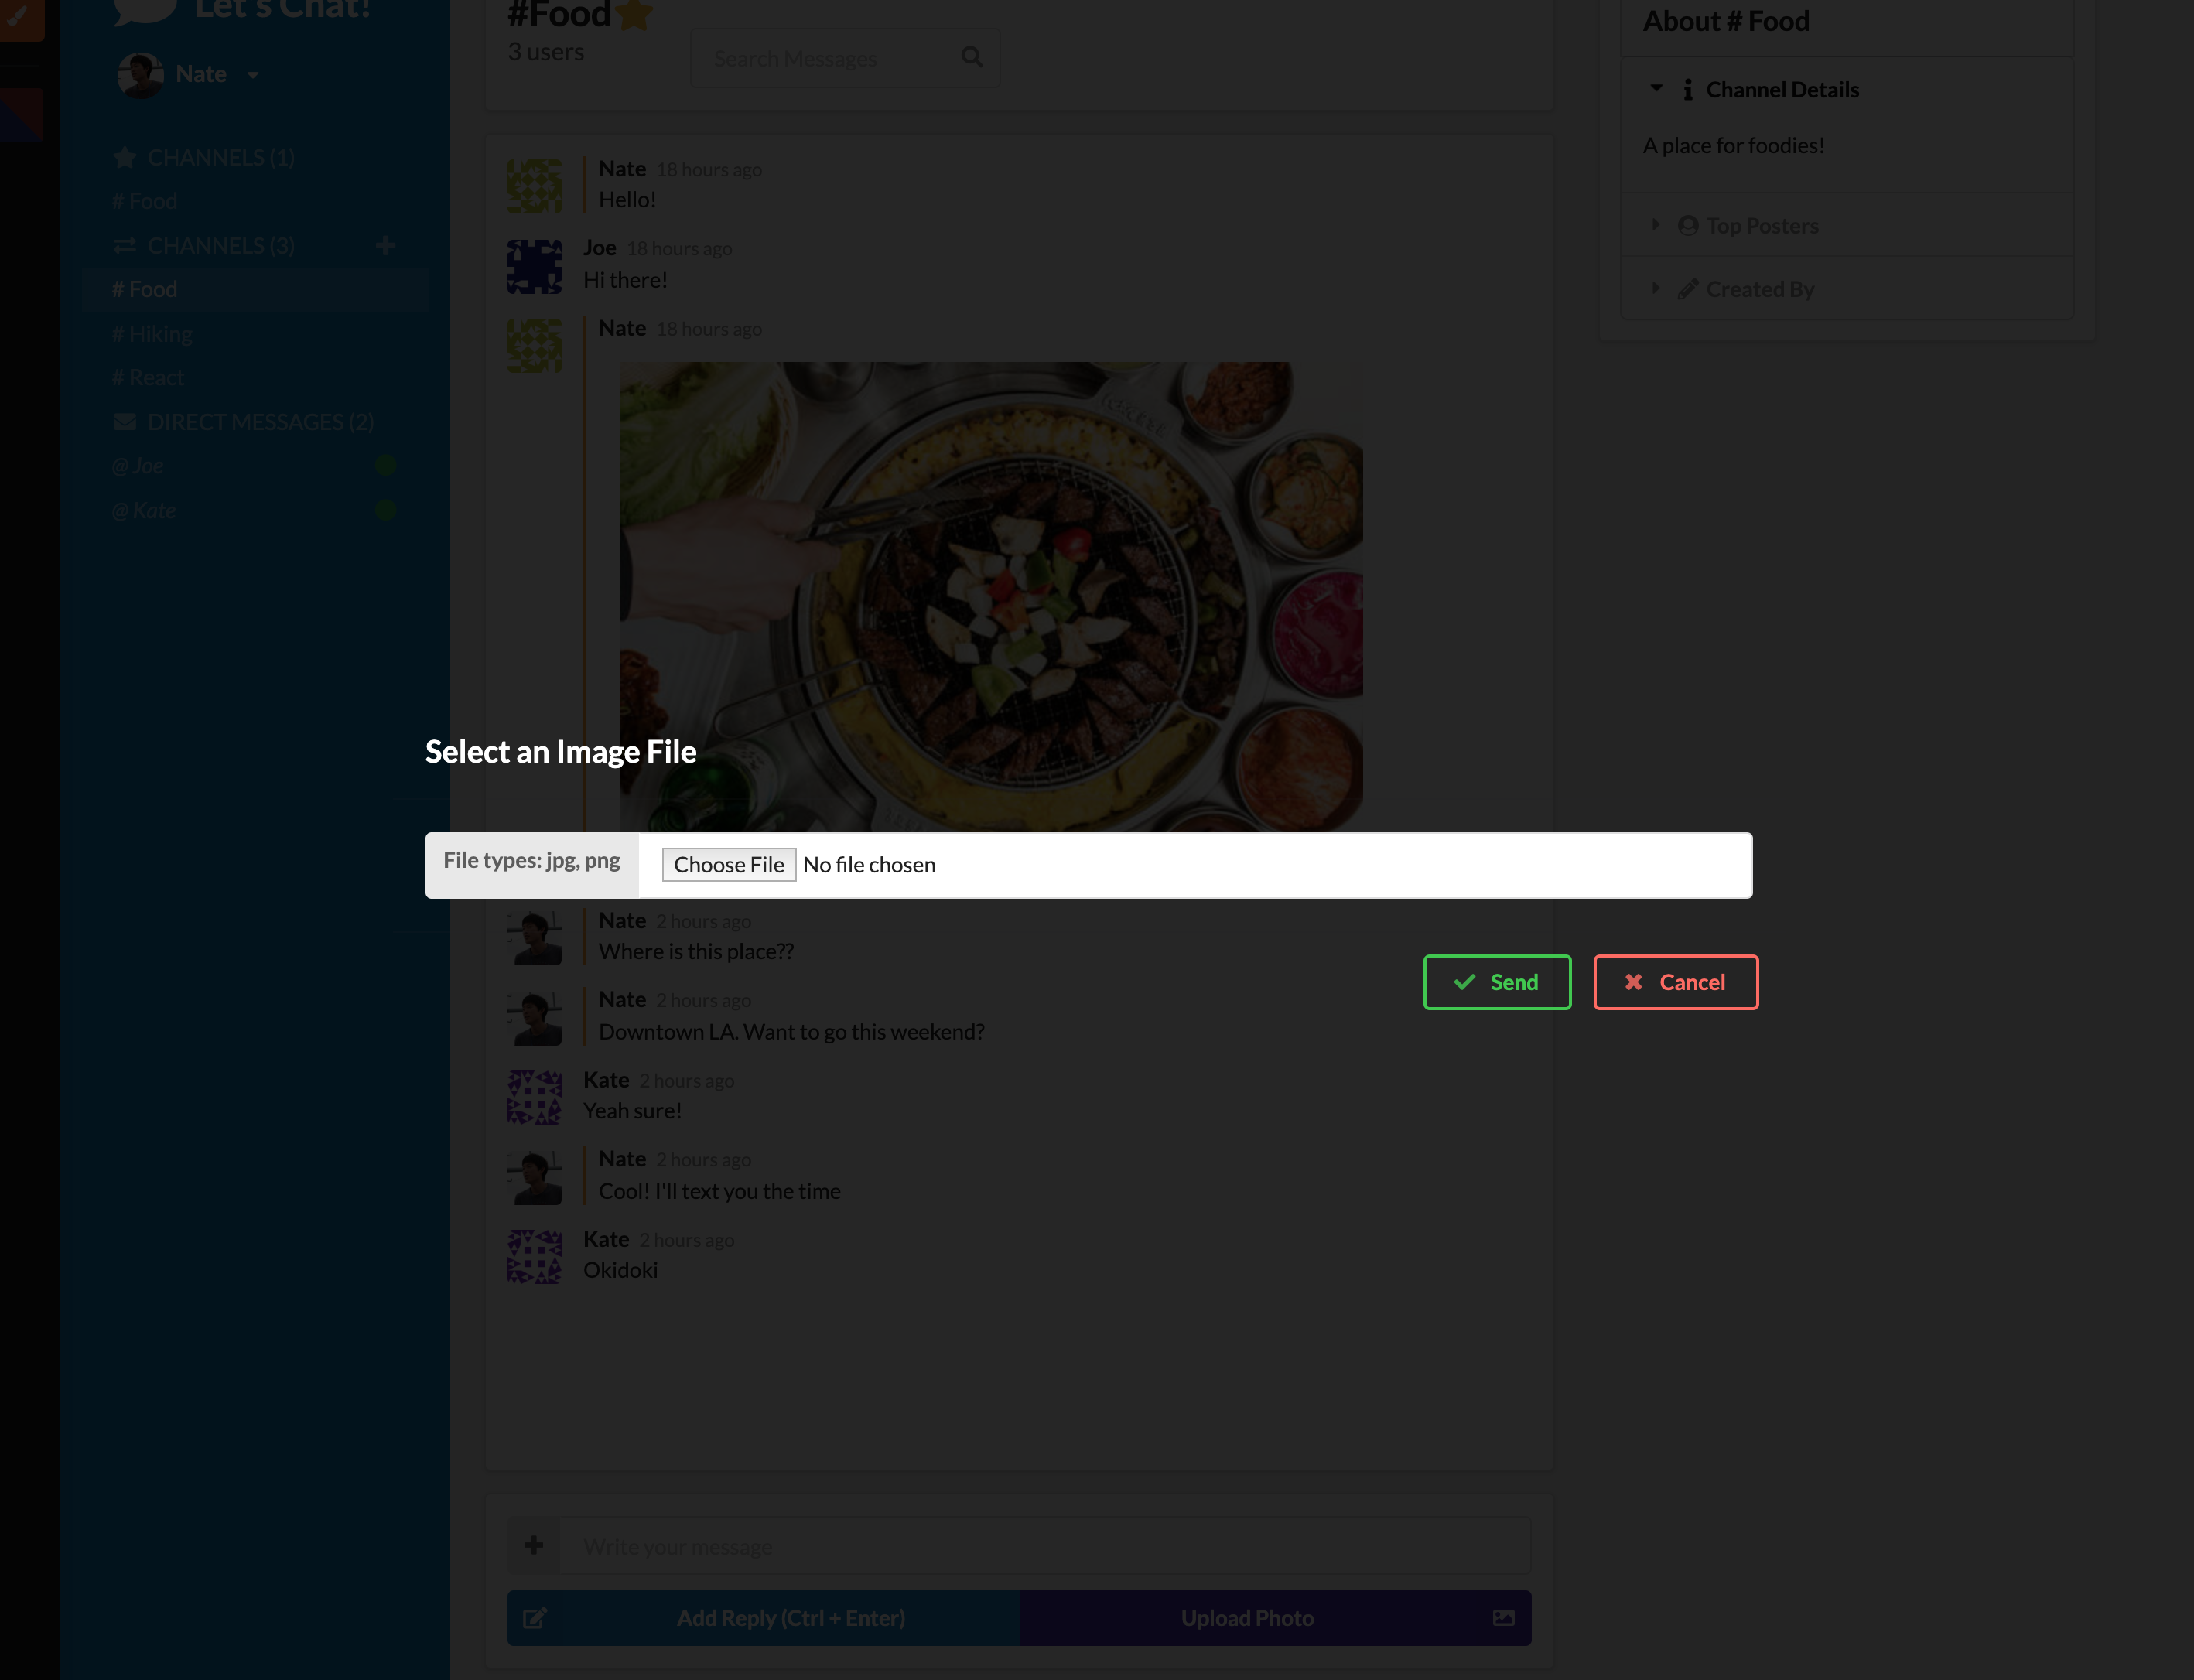 Let's Chat!
Nate
CHANNELS (1)
# Food
CHANNELS (3)
# Food
# Hiking
# React
DIRECT MESSAGES (2)
@ Joe
@ Kate
#Food
3 users
Search Messages
Nate 18 hours ago
Hello!
Joe 18 hours ago
Hi there!
Nate 18 hours ago
Select an Image File
File types: jpg, png
Choose File No file chosen
Send
Cancel
Nate 2 hours ago
Where is this place??
Nate 2 hours ago
Downtown LA. Want to go this weekend?
Kate 2 hours ago
Yeah sure!
Nate 2 hours ago
Cool! I'll text you the time
Kate 2 hours ago
Okidoki
Write your message
Add Reply (Ctrl + Enter)
Upload Photo
About # Food
Channel Details
A place for foodies!
Top Posters
Created By